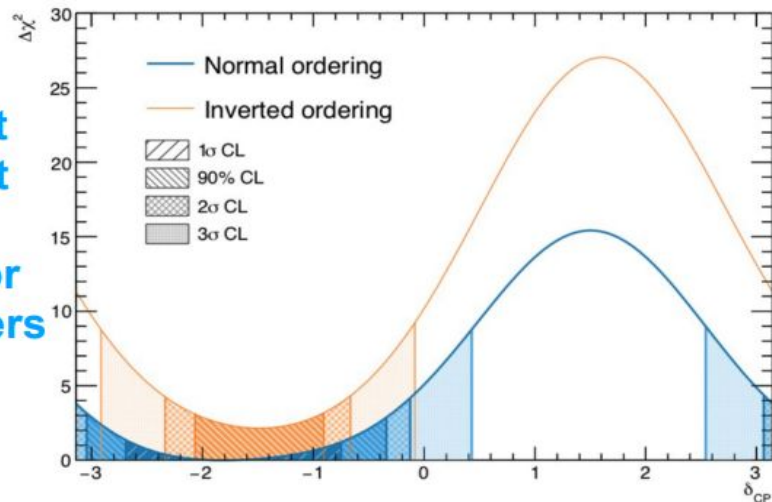 t
t
or
ers
Δχ²
30
25
20
15
10
5
0
Normal ordering
Inverted ordering
1σ CL
90% CL
2σ CL
3σ CL
−3 −2 −1 0 1 2 3
δCP